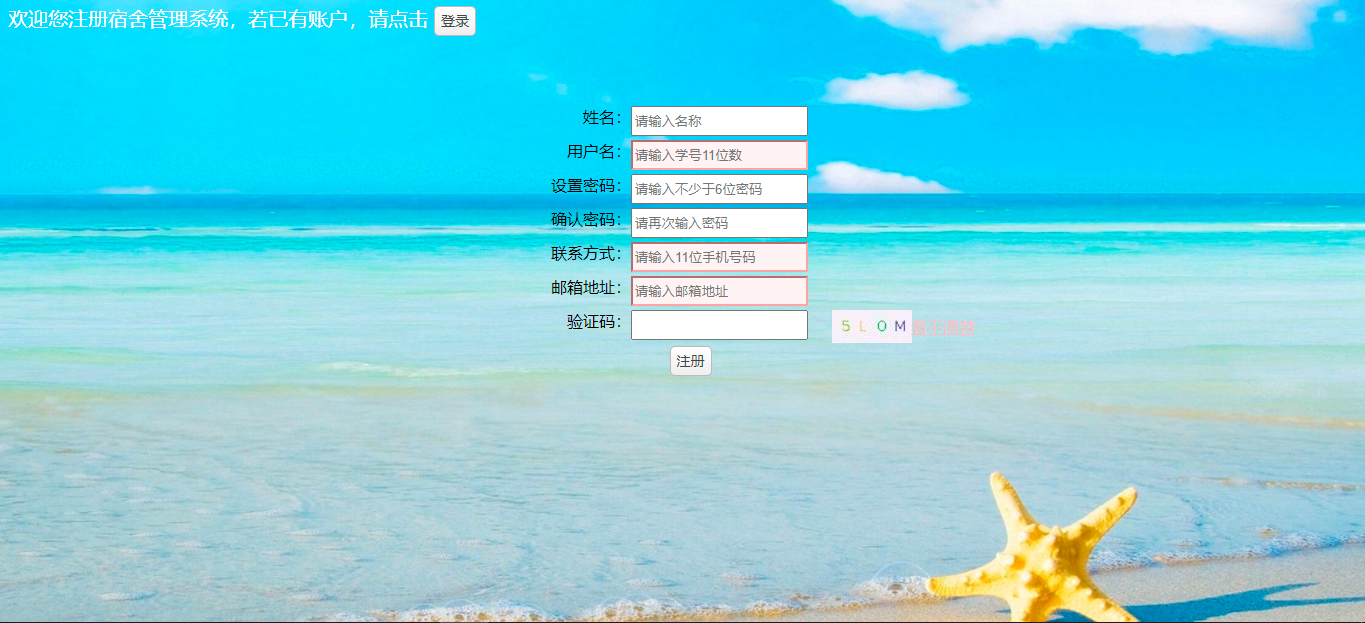 欢迎您注册宿舍管理系统，若已有账户，请点击 登录
姓名： 请输入名称
用户名： 请输入学号11位数
设置密码： 请输入不少于6位密码
确认密码： 请再次输入密码
联系方式： 请输入11位手机号码
邮箱地址： 请输入邮箱地址
验证码： 5 L O M
注册